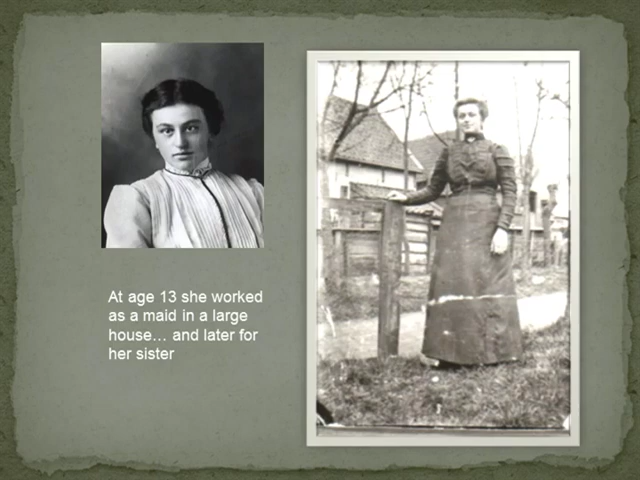 At age 13 she worked
as a maid in a large
house… and later for
her sister